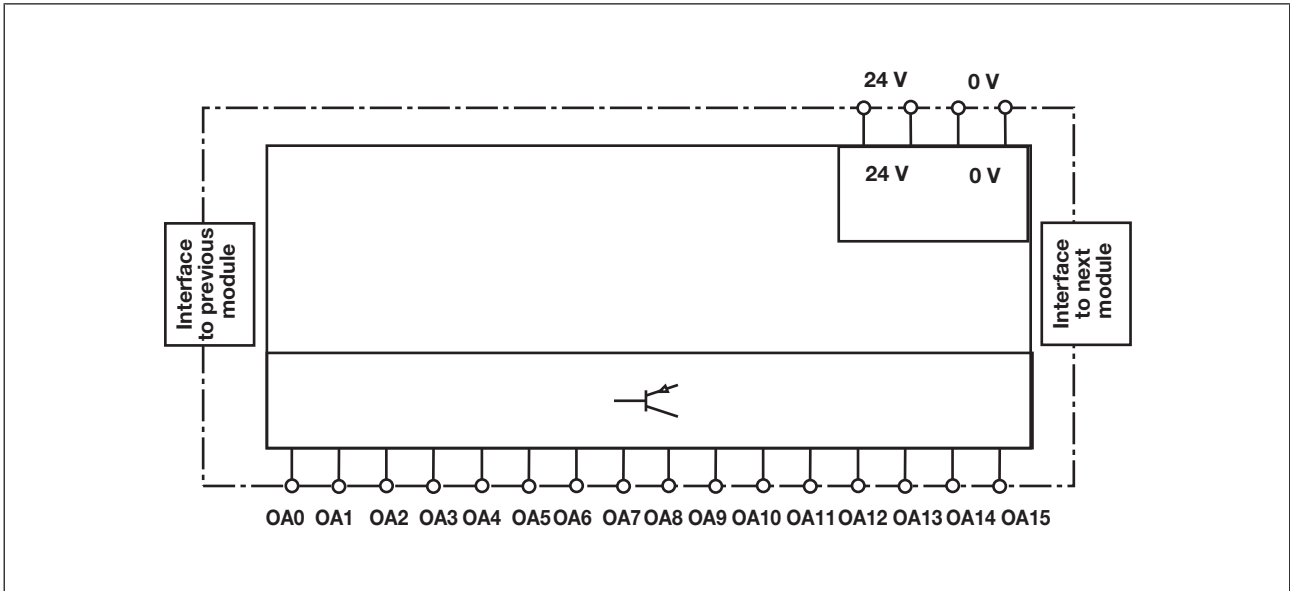 24 V 0 V
24 V 0 V
Interface
to previous
module
Interface
to next
module
OA0 OA1 OA2 OA3 OA4 OA5 OA6 OA7 OA8 OA9 OA10 OA11 OA12 OA13 OA14 OA15